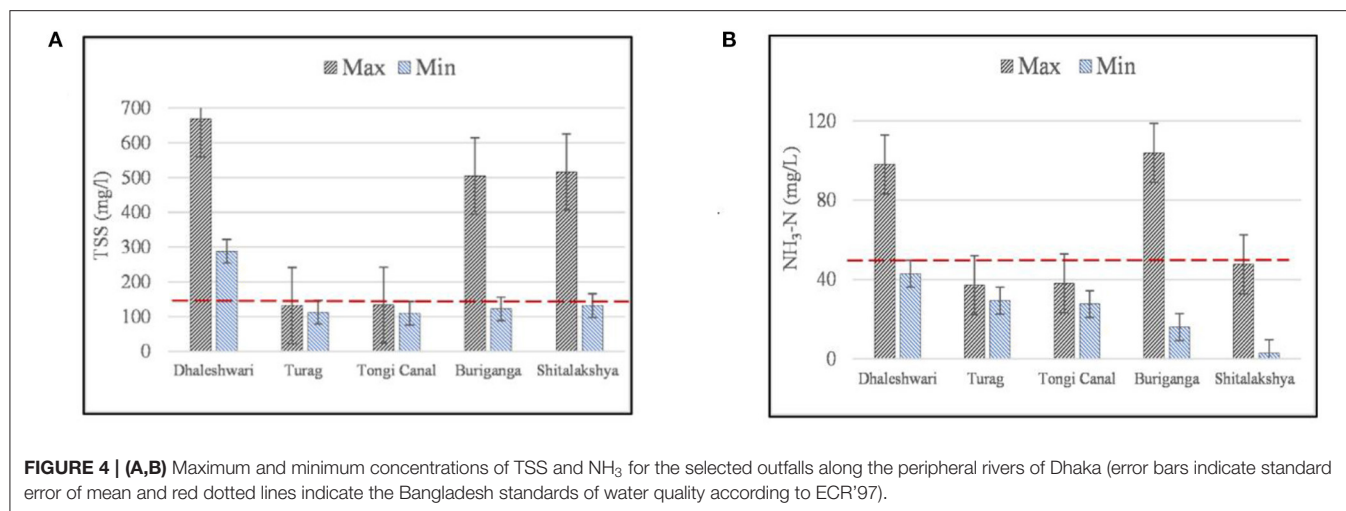 A
Max Min
TSS (mg/l)
700
600
500
400
300
200
100
0
Dhaleshwari Turag Tongi Canal Buriganga Shitalakshya
B
Max Min
NH₃-N (mg/L)
120
80
40
0
Dhaleshwari Turag Tongi Canal Buriganga Shitalakshya
FIGURE 4 | (A,B) Maximum and minimum concentrations of TSS and NH₃ for the selected outfalls along the peripheral rivers of Dhaka (error bars indicate standard
error of mean and red dotted lines indicate the Bangladesh standards of water quality according to ECR'97).